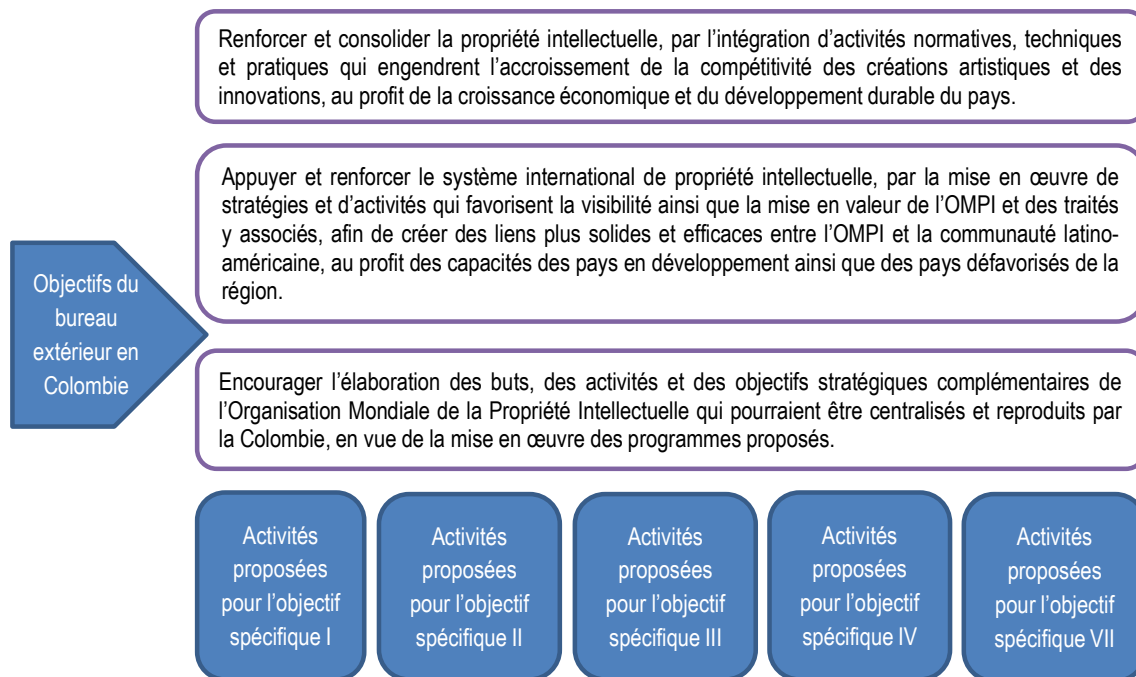 Renforcer et consolider la propriété intellectuelle, par l’intégration d’activités normatives, techniques
et pratiques qui engendrent l’accroissement de la compétitivité des créations artistiques et des
innovations, au profit de la croissance économique et du développement durable du pays.
Appuyer et renforcer le système international de propriété intellectuelle, par la mise en œuvre de
stratégies et d’activités qui favorisent la visibilité ainsi que la mise en valeur de l’OMPI et des traités
y associés, afin de créer des liens plus solides et efficaces entre l’OMPI et la communauté latino-
américaine, au profit des capacités des pays en développement ainsi que des pays défavorisés de la
région.
Objectifs du
bureau
extérieur en
Colombie
Encourager l’élaboration des buts, des activités et des objectifs stratégiques complémentaires de
l’Organisation Mondiale de la Propriété Intellectuelle qui pourraient être centralisés et reproduits par
la Colombie, en vue de la mise en œuvre des programmes proposés.
Activités
proposées
pour l’objectif
spécifique I
Activités
proposées
pour l’objectif
spécifique II
Activités
proposées
pour l’objectif
spécifique III
Activités
proposées
pour l’objectif
spécifique IV
Activités
proposées
pour l’objectif
spécifique VII